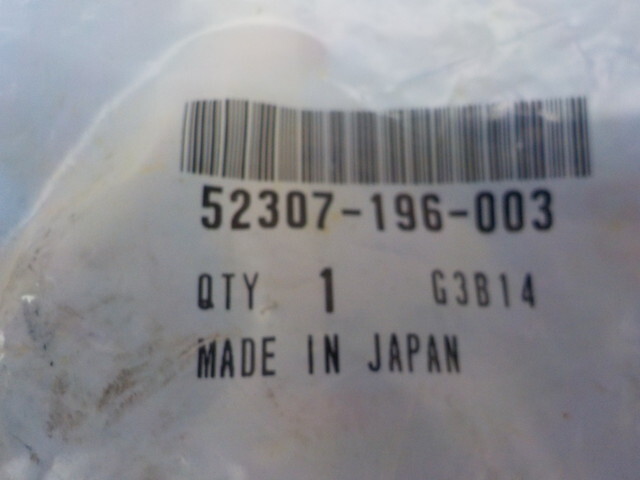 52307-196-003
QTY 1 G3B14
MADE IN JAPAN